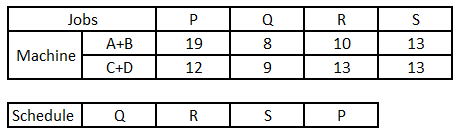 Jobs P Q R S
Machine A+B 19 8 10 13
C+D 12 9 13 13
Schedule Q R S P